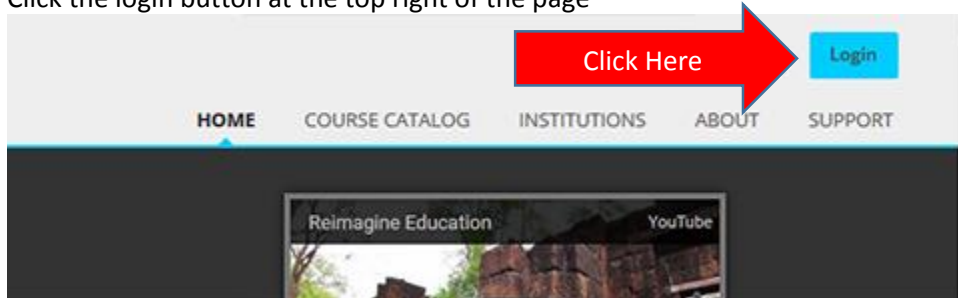 Click the login button at the top right of the page
Click Here
Login
HOME COURSE CATALOG INSTITUTIONS ABOUT SUPPORT
Reimagine Education YouTube